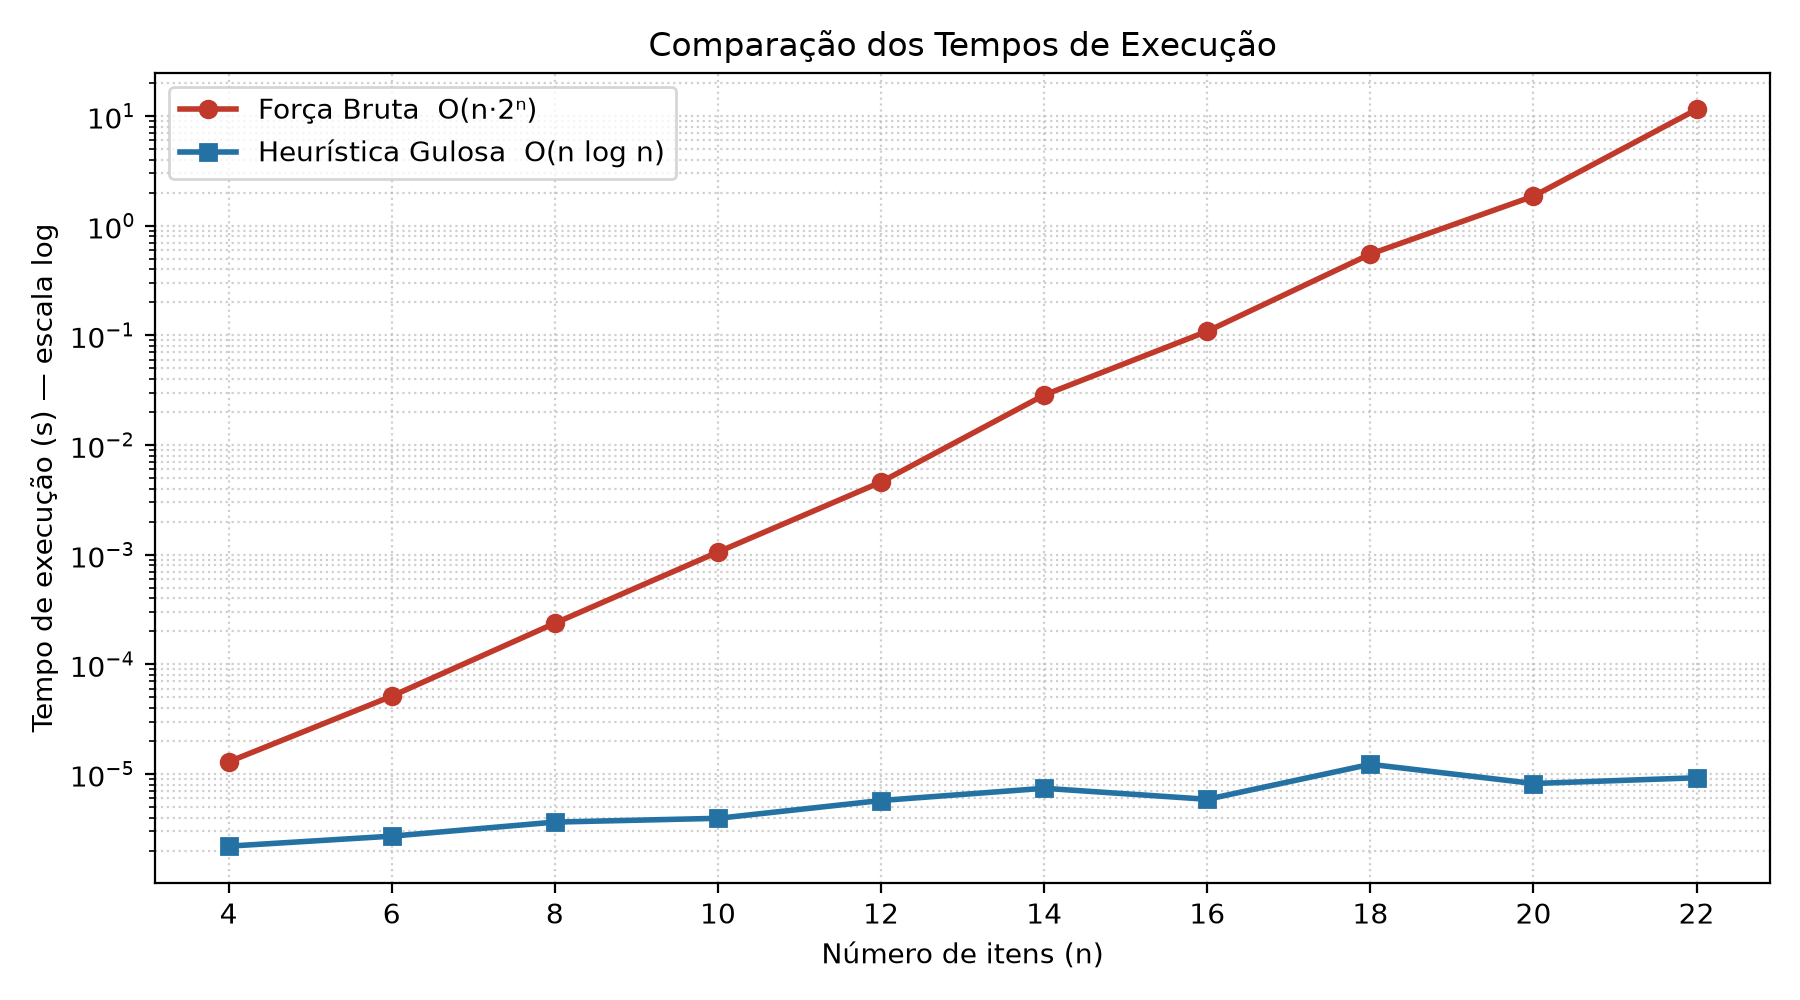 Comparação dos Tempos de Execução
Força Bruta  O(n·2ⁿ)
Heurística Gulosa  O(n log n)
10¹
10⁰
10⁻¹
10⁻²
10⁻³
10⁻⁴
10⁻⁵
Tempo de execução (s) — escala log
4 6 8 10 12 14 16 18 20 22
Número de itens (n)